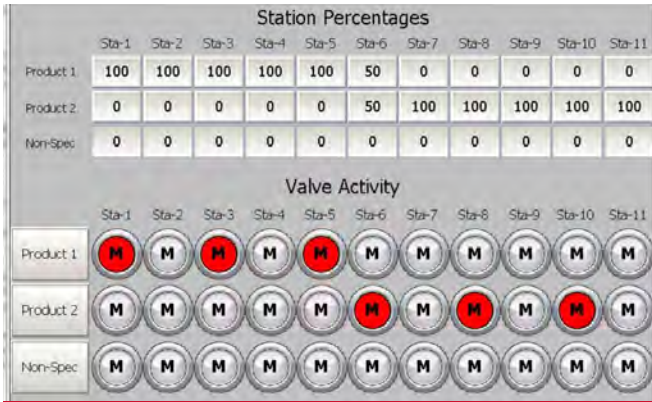 Station Percentages
Sta-1 Sta-2 Sta-3 Sta-4 Sta-5 Sta-6 Sta-7 Sta-8 Sta-9 Sta-10 Sta-11
Product 1 100 100 100 100 100 50 0 0 0 0 0
Product 2 0 0 0 0 0 50 100 100 100 100 100
Non-Spec 0 0 0 0 0 0 0 0 0 0 0
Valve Activity
Sta-1 Sta-2 Sta-3 Sta-4 Sta-5 Sta-6 Sta-7 Sta-8 Sta-9 Sta-10 Sta-11
Product 1 M M M M M M M M M M M
Product 2 M M M M M M M M M M M
Non-Spec M M M M M M M M M M M